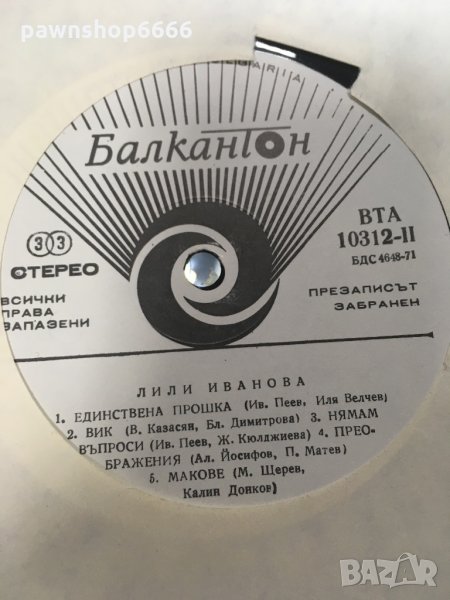 pawnshop6666
БАЛКАНТОН
33
СТЕРЕО
ВСИЧКИ
ПРАВА
ЗАПАЗЕНИ
ВТА
10312-II
БДС 4648-71
ПРЕЗАПИСЪТ
ЗАБРАНЕН
ЛИЛИ ИВАНОВА
1. ЕДИНСТВЕНА ПРОШКА (Ив. Пеев, Иля Велчев)
2. ВИК (В. Казасян, Бл. Димитрова) 3. НЯМАМ
ВЪПРОСИ (Ив. Пеев, Ж. Кюлджиева) 4. ПРЕО-
БРАЖЕНИЯ (Ал. Йосифов, П. Матев)
5. МАКОВЕ (М. Щерев,
Калин Донков)
BAZAR